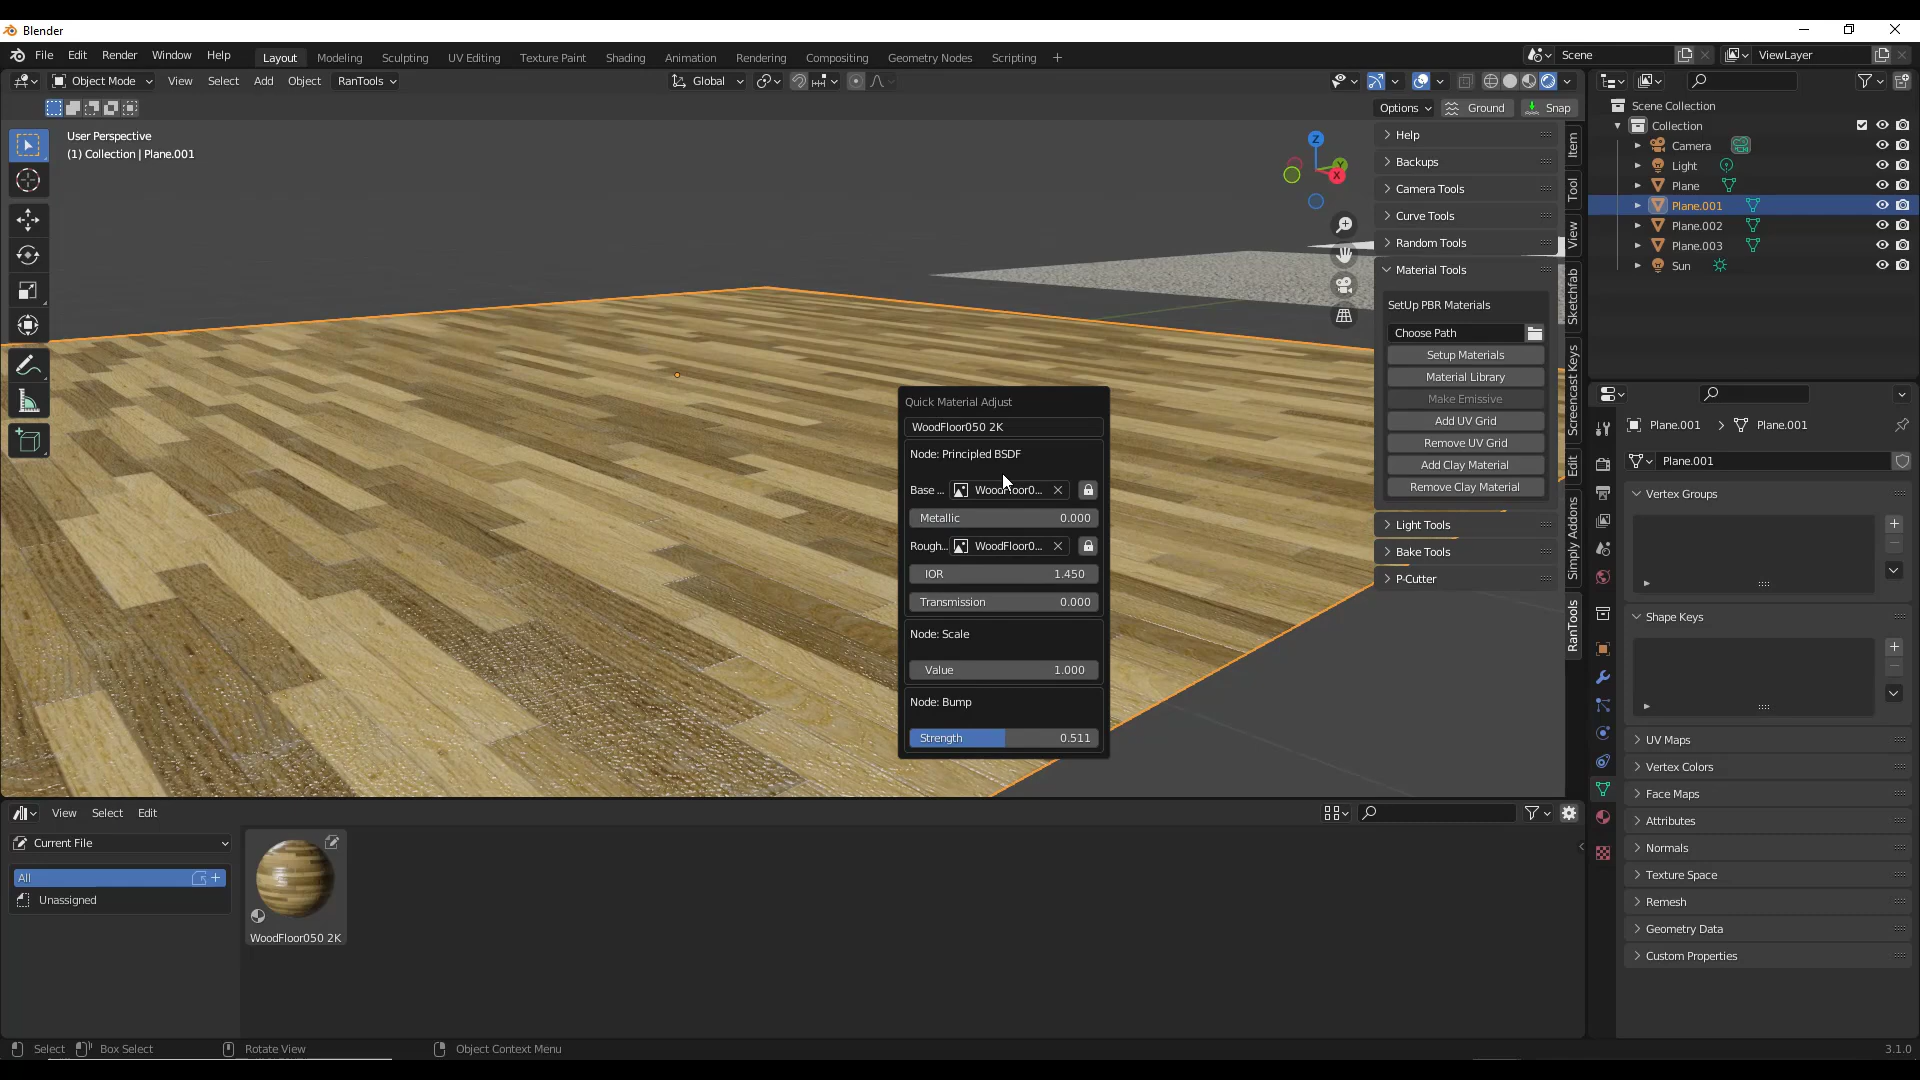 Blender
File Edit Render Window Help Layout Modeling Sculpting UV Editing Texture Paint Shading Animation Rendering Compositing Geometry Nodes Scripting + Scene ViewLayer
Object Mode View Select Add Object RanTools Global
Options Ground Snap
User Perspective
(1) Collection | Plane.001
Z
Y
X
Help
Backups
Camera Tools
Curve Tools
Random Tools
Material Tools
SetUp PBR Materials
Choose Path
Setup Materials
Material Library
Make Emissive
Add UV Grid
Remove UV Grid
Add Clay Material
Remove Clay Material
Light Tools
Bake Tools
P-Cutter
Item
Tool
View
Sketchfab
Screencast Keys
Edit
Simply Addons
RanTools
Quick Material Adjust
WoodFloor050 2K
Node: Principled BSDF
Base ... WoodFloor0...
Metallic 0.000
Rough... WoodFloor0...
IOR 1.450
Transmission 0.000
Node: Scale
Value 1.000
Node: Bump
Strength 0.511
Scene Collection
Collection
Camera
Light
Plane
Plane.001
Plane.002
Plane.003
Sun
Plane.001 > Plane.001
Plane.001
Vertex Groups
Shape Keys
UV Maps
Vertex Colors
Face Maps
Attributes
Normals
Texture Space
Remesh
Geometry Data
Custom Properties
View Select Edit
Current File
All
Unassigned
WoodFloor050 2K
Select Box Select Rotate View Object Context Menu 3.1.0